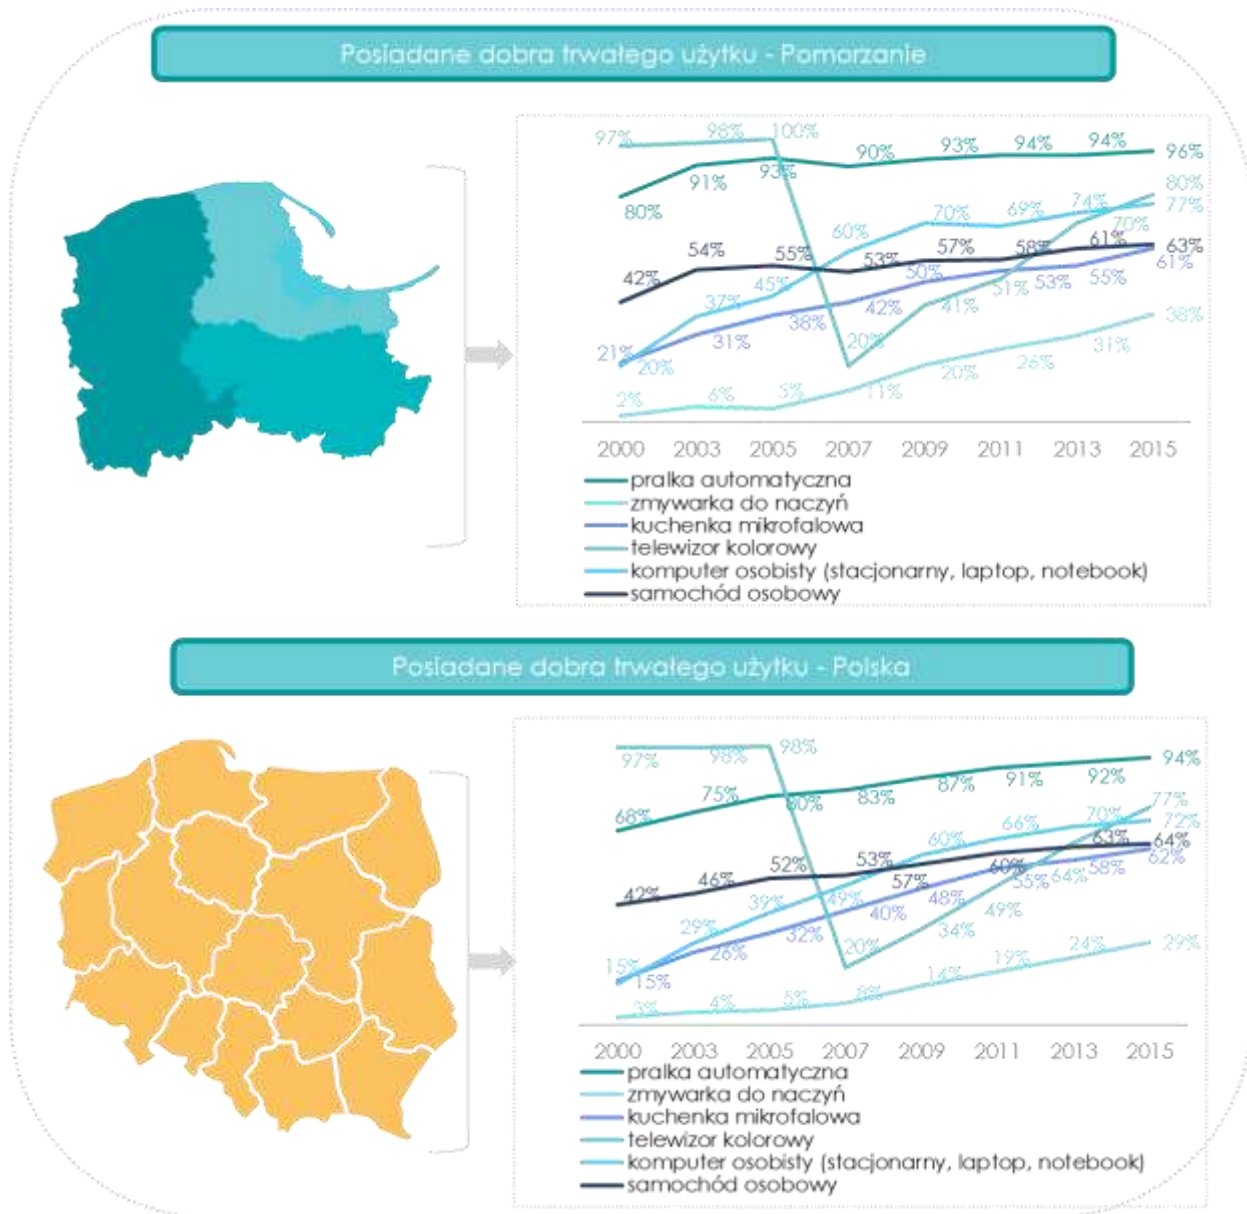 Posiadane dobra trwałego użytku - Pomorzanie
97% 98% 100%
80% 91% 93% 90% 93% 94% 94% 96%
42% 54% 55% 53% 57% 58% 61% 63%
20% 37% 45% 60% 70% 69% 74% 77%
21% 31% 38% 42% 50% 53% 55% 61%
20% 41% 51% 70% 80%
2% 6% 5% 11% 20% 26% 31% 38%
2000 2003 2005 2007 2009 2011 2013 2015
pralka automatyczna
zmywarka do naczyń
kuchenka mikrofalowa
telewizor kolorowy
komputer osobisty (stacjonarny, laptop, notebook)
samochód osobowy
Posiadane dobra trwałego użytku - Polska
97% 98% 98%
68% 75% 80% 83% 87% 91% 92% 94%
42% 46% 52% 53% 57% 60% 63% 64%
15% 29% 39% 49% 60% 66% 70% 72%
15% 26% 32% 40% 48% 55% 58% 62%
20% 34% 49% 64% 77%
3% 4% 5% 8% 14% 19% 24% 29%
2000 2003 2005 2007 2009 2011 2013 2015
pralka automatyczna
zmywarka do naczyń
kuchenka mikrofalowa
telewizor kolorowy
komputer osobisty (stacjonarny, laptop, notebook)
samochód osobowy